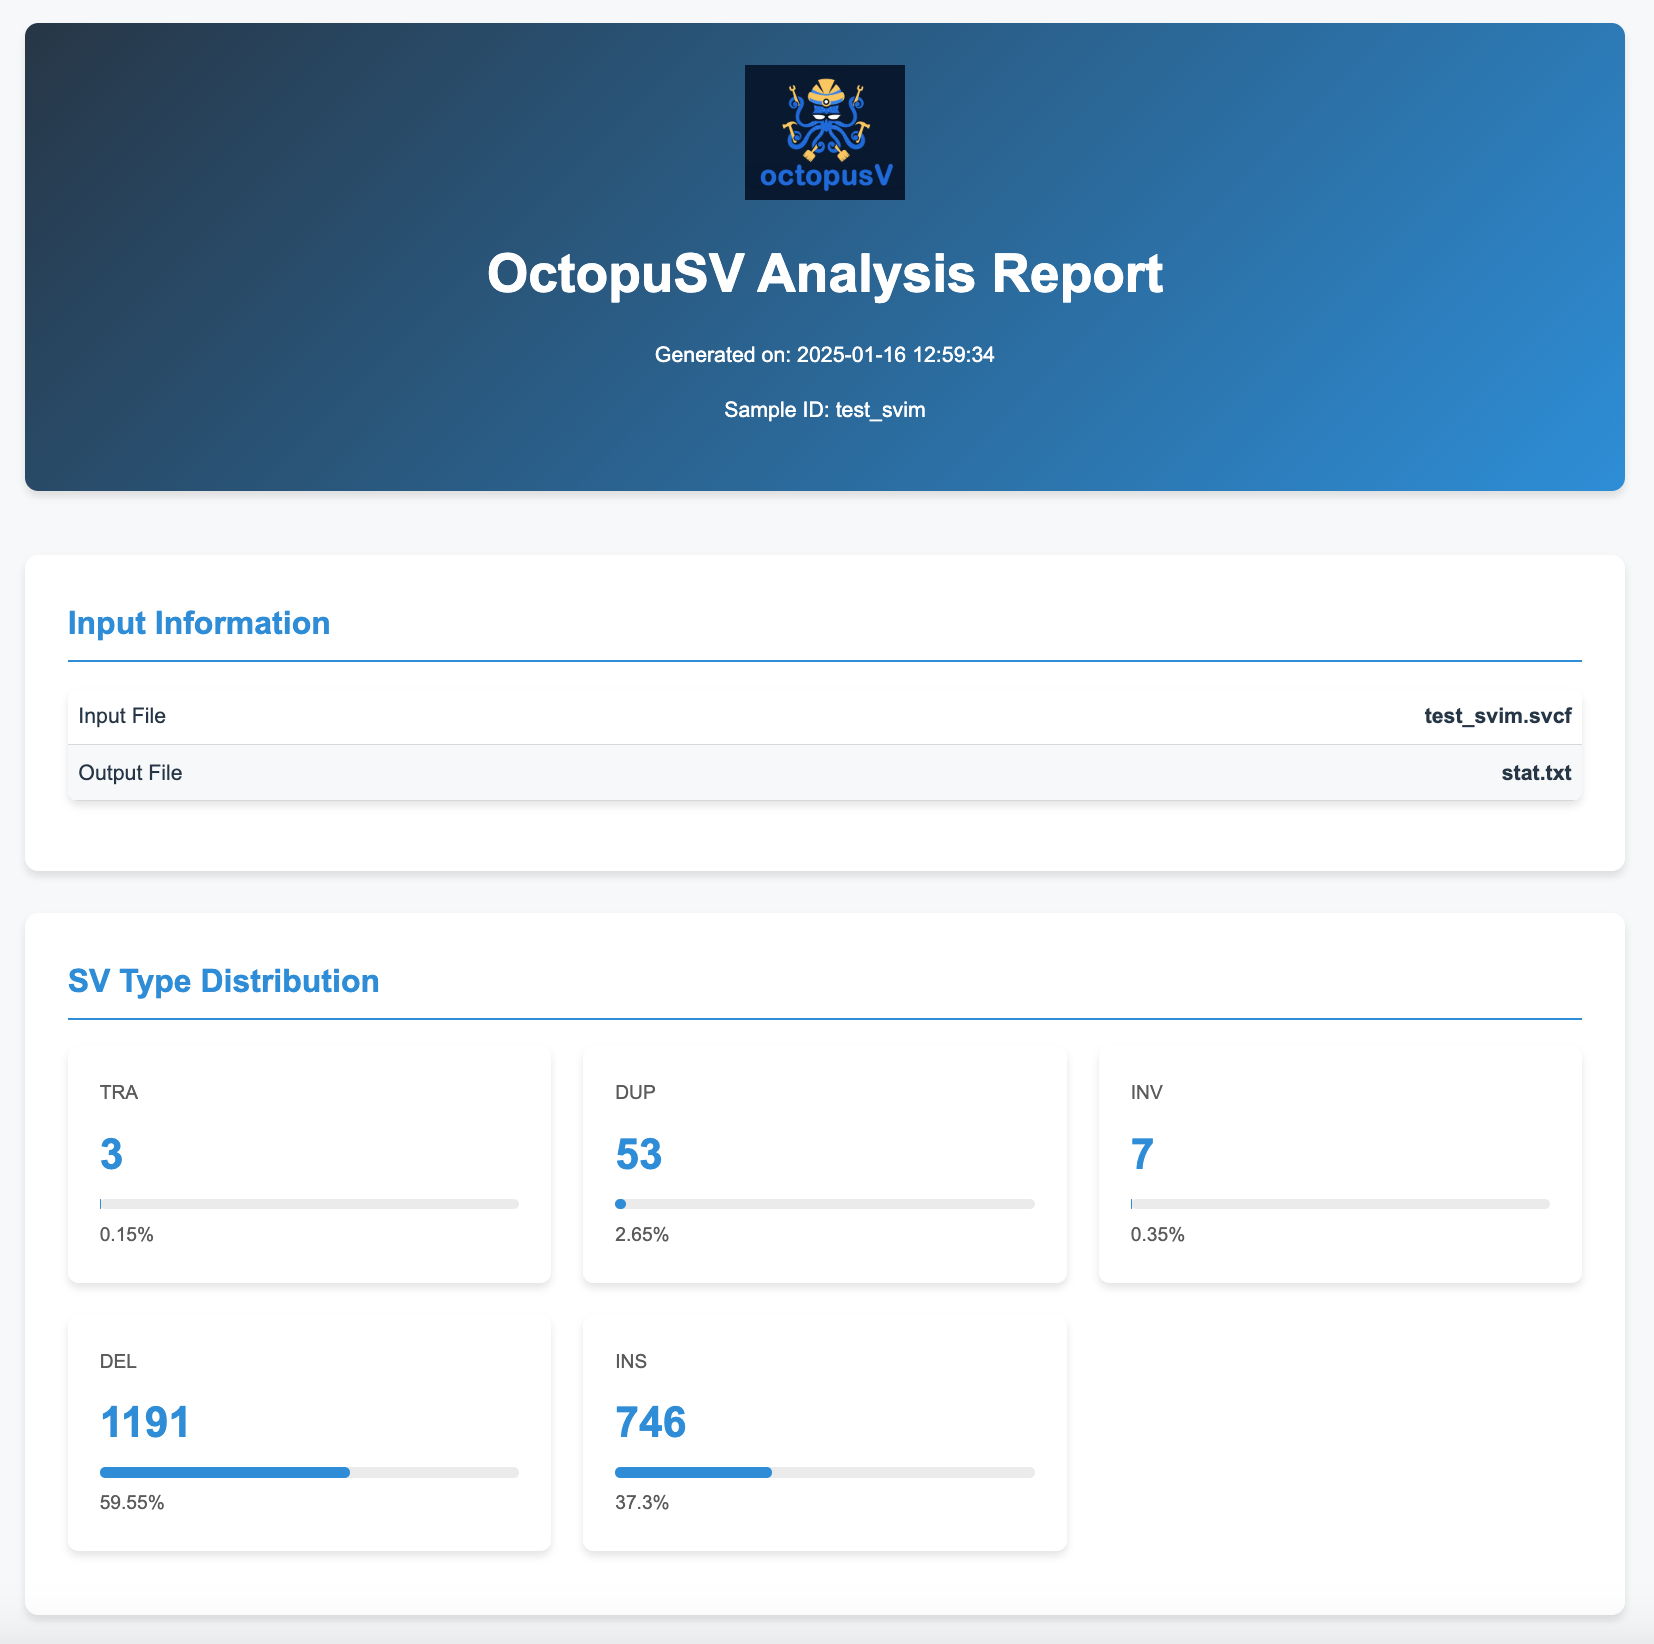 octopusV
OctopuSV Analysis Report
Generated on: 2025-01-16 12:59:34
Sample ID: test_svim
Input Information
Input File test_svim.svcf
Output File stat.txt
SV Type Distribution
TRA
3
0.15%
DUP
53
2.65%
INV
7
0.35%
DEL
1191
59.55%
INS
746
37.3%